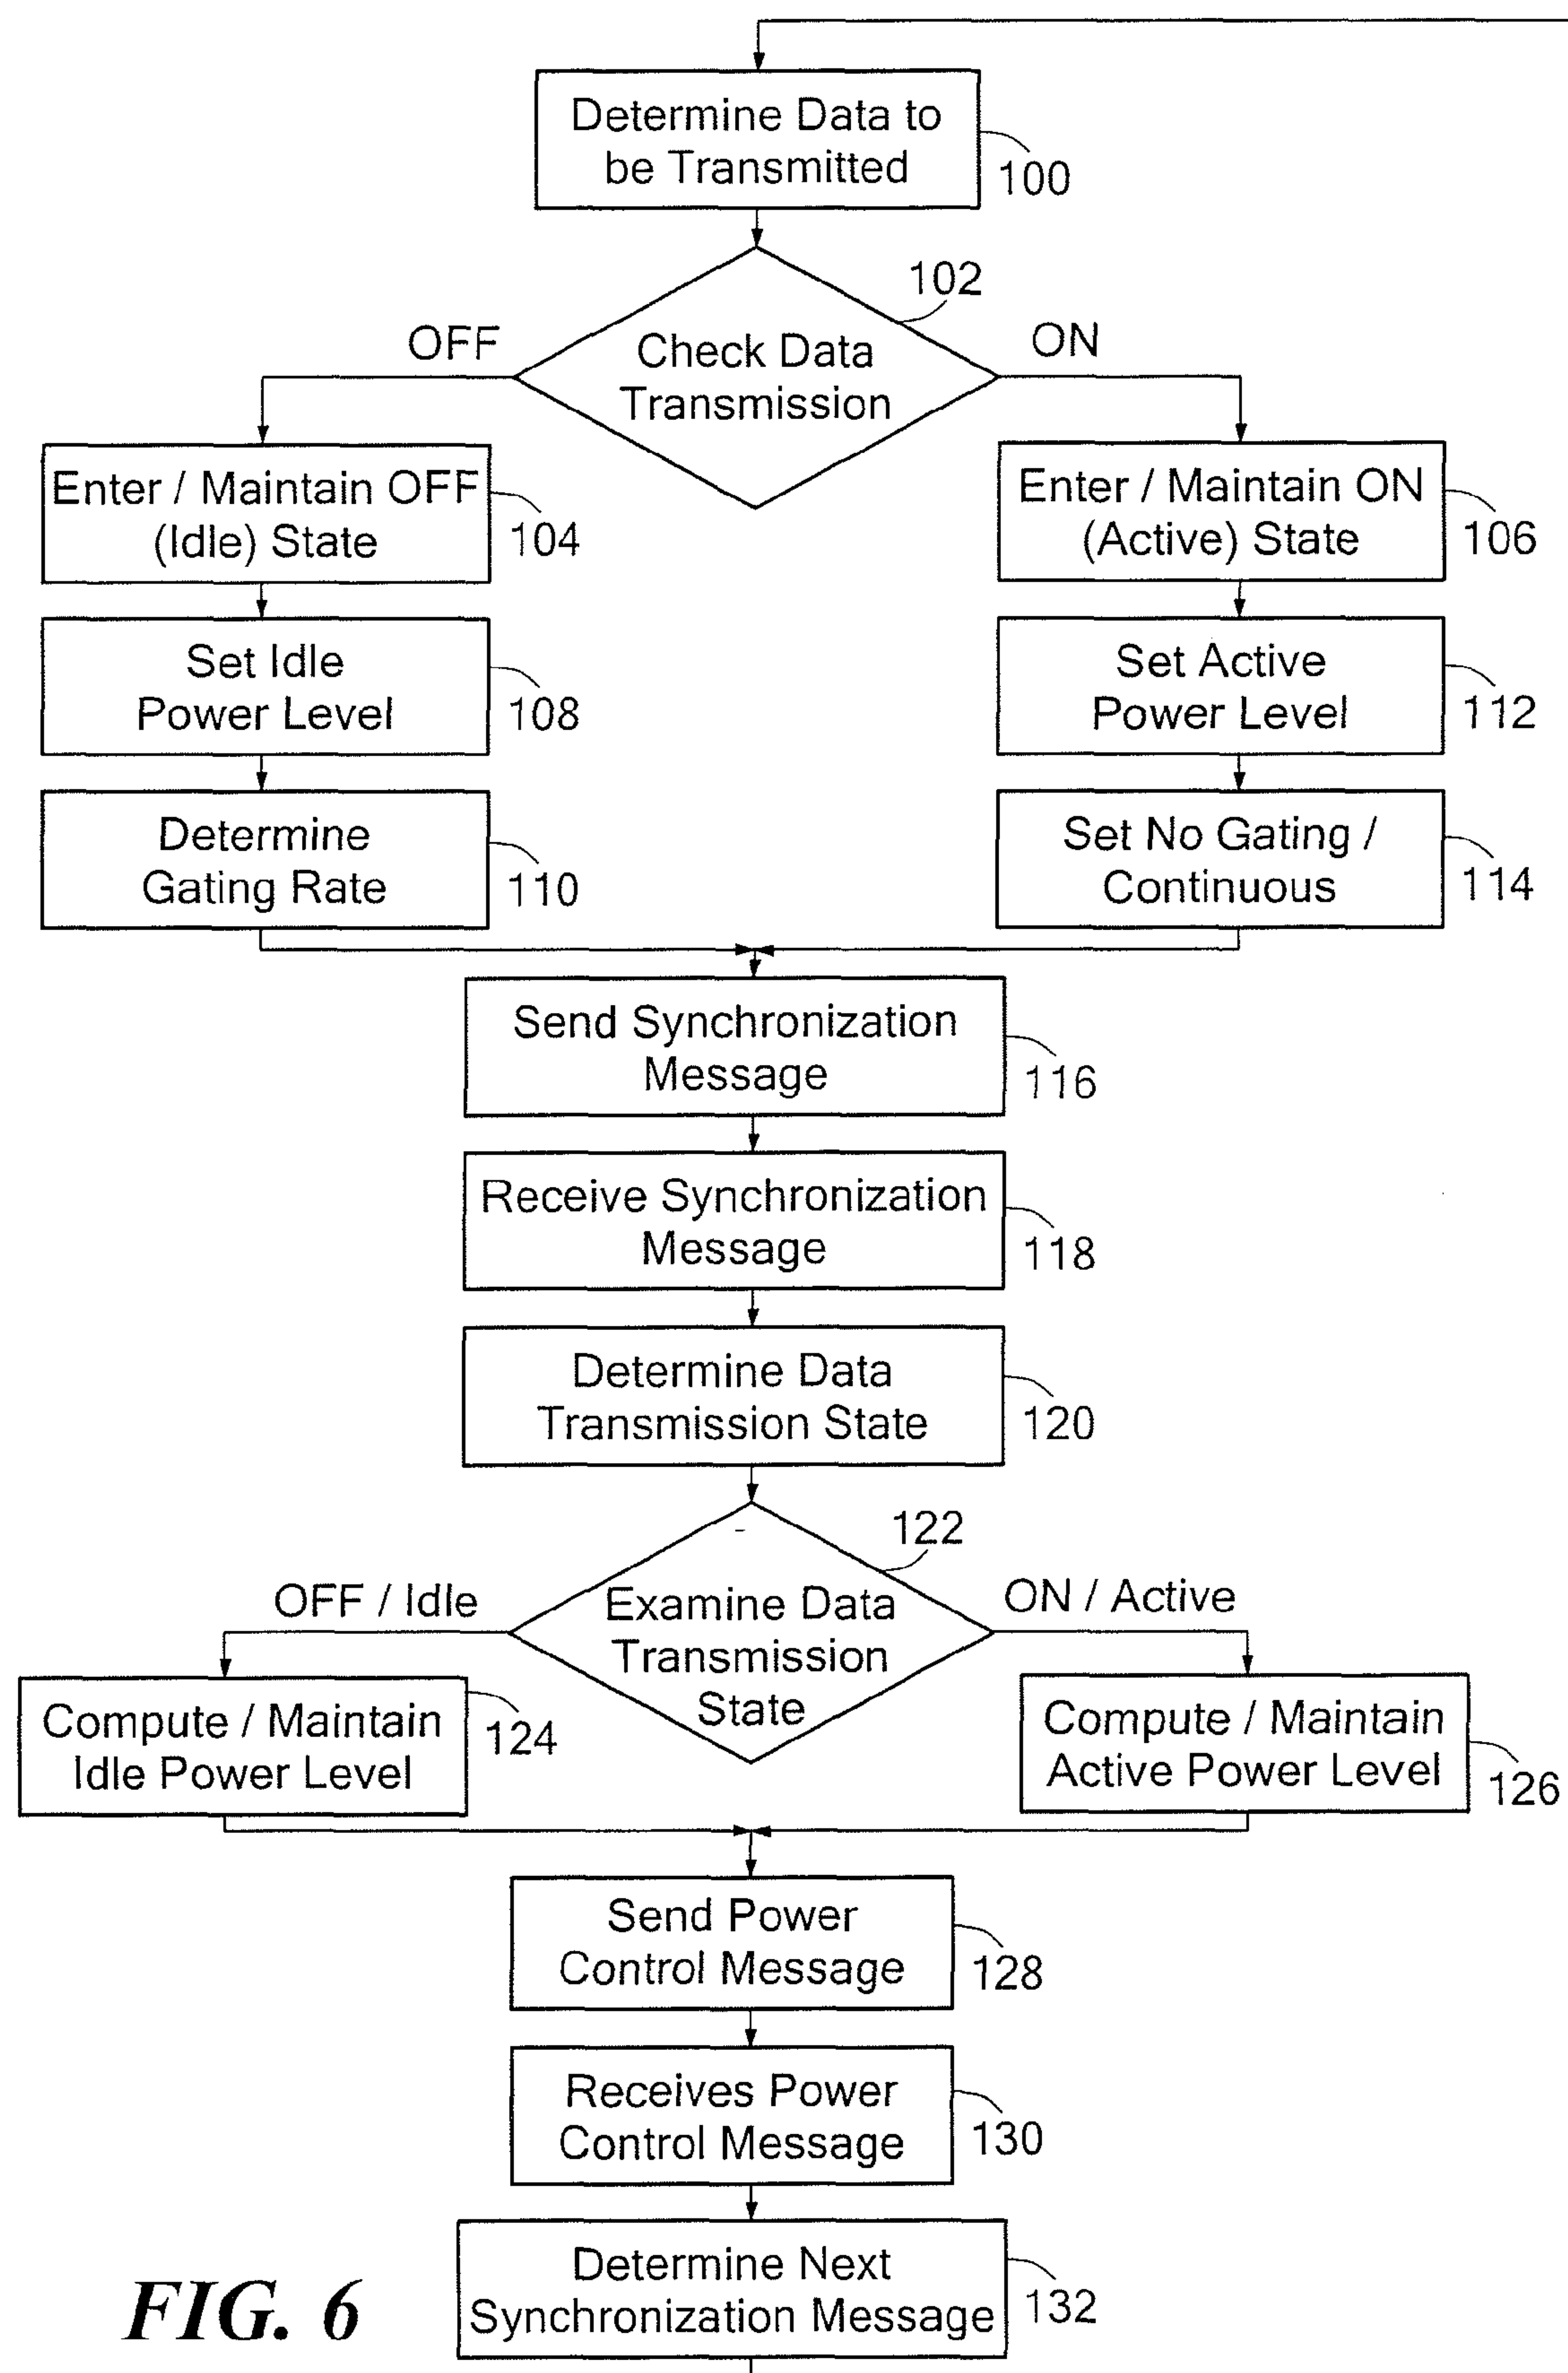 Determine Data to
be Transmitted
100
102
OFF
ON
Check Data
Transmission
Enter / Maintain OFF
(Idle) State
104
Enter / Maintain ON
(Active) State
106
Set Idle
Power Level
108
Set Active
Power Level
112
Determine
Gating Rate
110
Set No Gating /
Continuous
114
Send Synchronization
Message
116
Receive Synchronization
Message
118
Determine Data
Transmission State
120
122
OFF / Idle
ON / Active
Examine Data
Transmission
State
Compute / Maintain
Idle Power Level
124
Compute / Maintain
Active Power Level
126
Send Power
Control Message
128
Receives Power
Control Message
130
Determine Next
Synchronization Message
132
FIG. 6